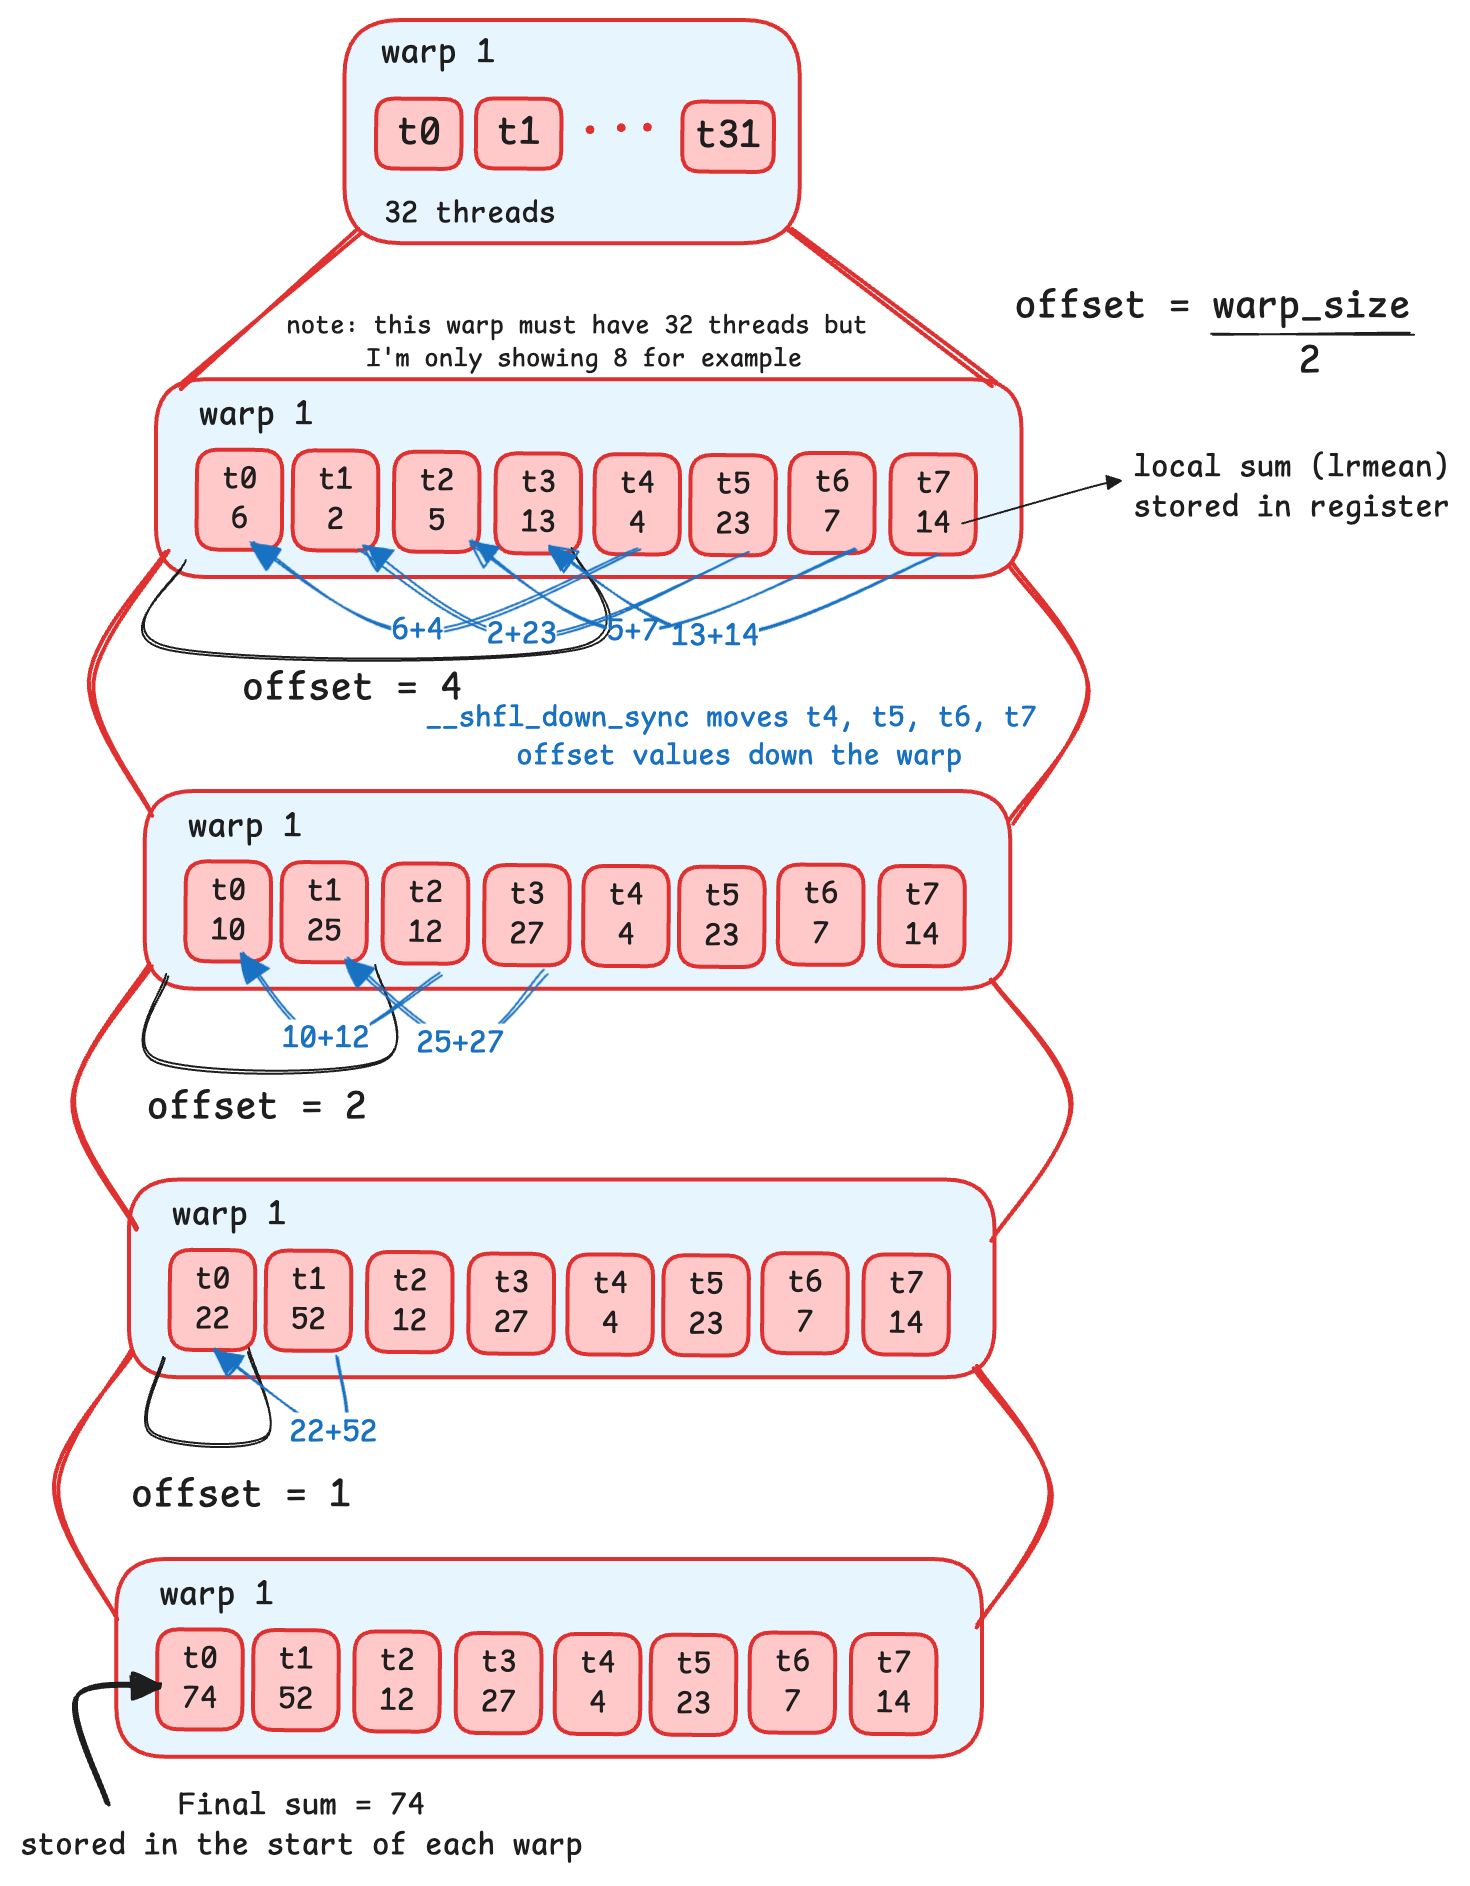 warp 1
t0 t1 t31
32 threads
note: this warp must have 32 threads but
I'm only showing 8 for example
offset = warp_size
2
warp 1
t0 t1 t2 t3 t4 t5 t6 t7
6 2 5 13 4 23 7 14
local sum (lrmean)
stored in register
6+4 2+23 5+7 13+14
offset = 4
__shfl_down_sync moves t4, t5, t6, t7
offset values down the warp
warp 1
t0 t1 t2 t3 t4 t5 t6 t7
10 25 12 27 4 23 7 14
10+12 25+27
offset = 2
warp 1
t0 t1 t2 t3 t4 t5 t6 t7
22 52 12 27 4 23 7 14
22+52
offset = 1
warp 1
t0 t1 t2 t3 t4 t5 t6 t7
74 52 12 27 4 23 7 14
Final sum = 74
stored in the start of each warp